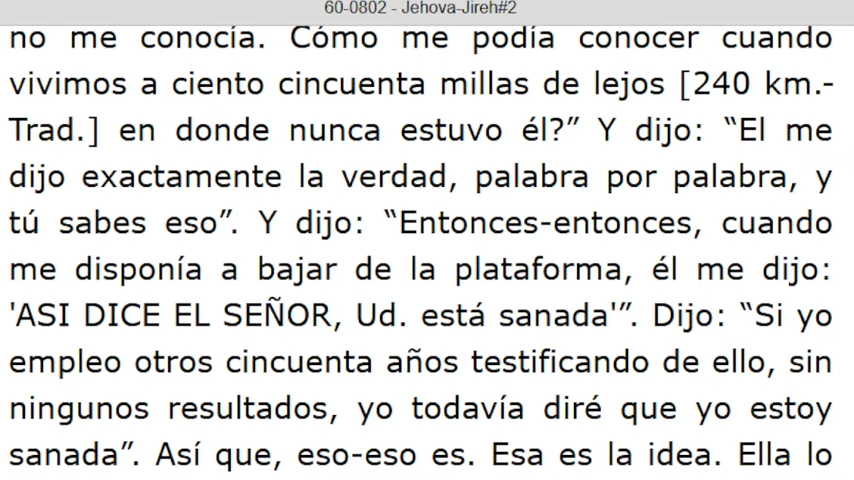 60-0802 - Jehova-Jireh#2
no me conocía. Cómo me podía conocer cuando
vivimos a ciento cincuenta millas de lejos [240 km.-
Trad.] en donde nunca estuvo él?” Y dijo: “El me
dijo exactamente la verdad, palabra por palabra, y
tú sabes eso”. Y dijo: “Entonces-entonces, cuando
me disponía a bajar de la plataforma, él me dijo:
'ASI DICE EL SEÑOR, Ud. está sanada'”. Dijo: “Si yo
empleo otros cincuenta años testificando de ello, sin
ningunos resultados, yo todavía diré que yo estoy
sanada”. Así que, eso-eso es. Esa es la idea. Ella lo